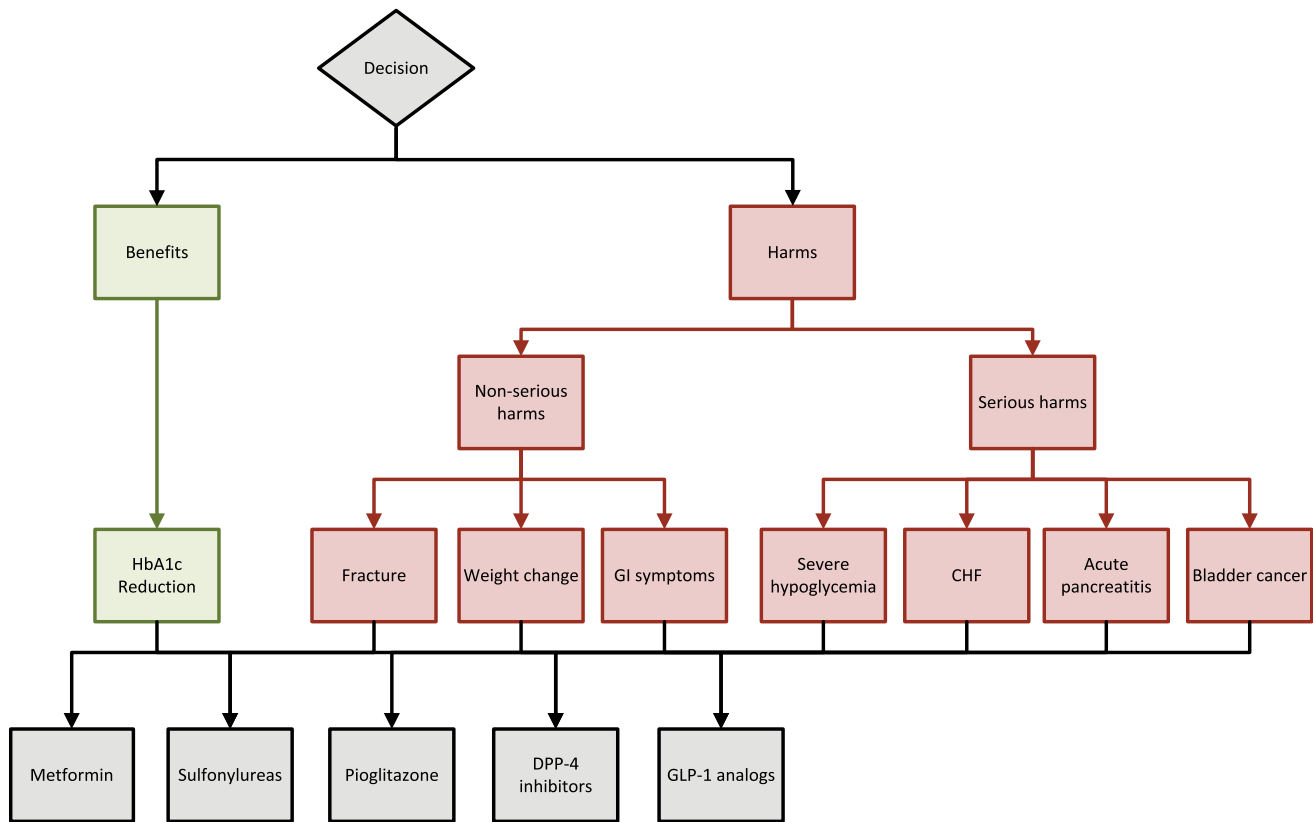 Decision
Benefits
Harms
Non-serious
harms
Serious harms
HbA1c
Reduction
Fracture
Weight change
GI symptoms
Severe
hypoglycemia
CHF
Acute
pancreatitis
Bladder cancer
Metformin
Sulfonylureas
Pioglitazone
DPP-4
inhibitors
GLP-1 analogs